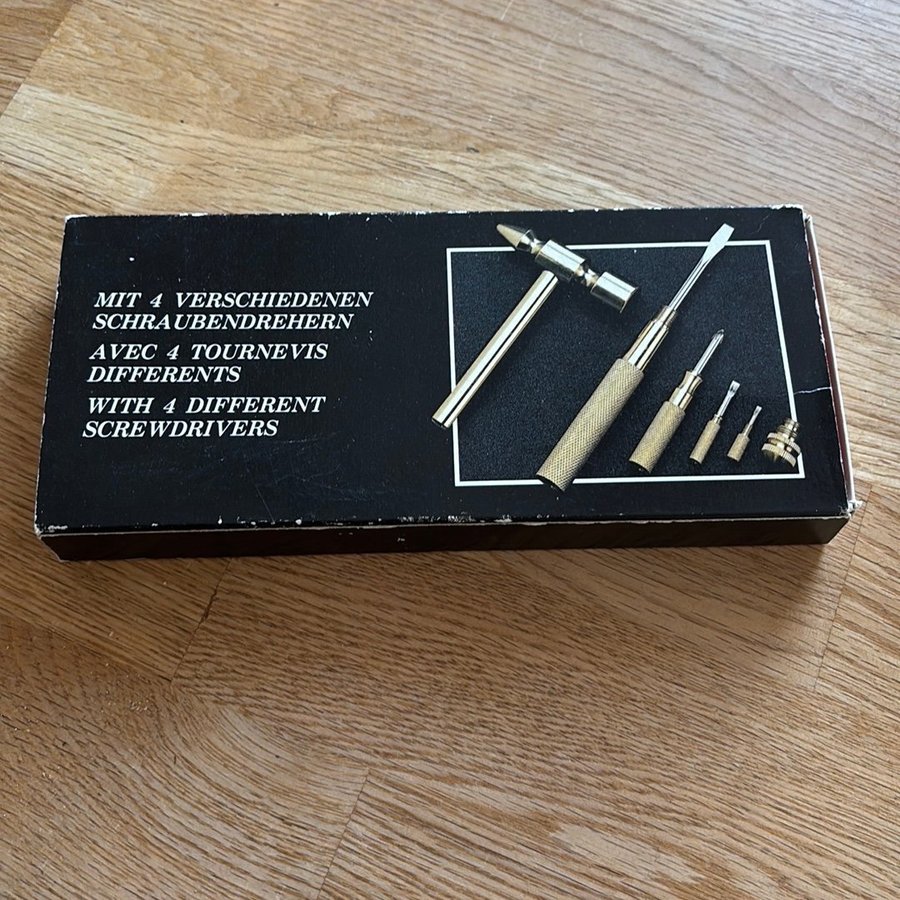 MIT 4 VERSCHIEDENEN
SCHRAUBENDREHERN
AVEC 4 TOURNEVIS
DIFFERENTS
WITH 4 DIFFERENT
SCREWDRIVERS